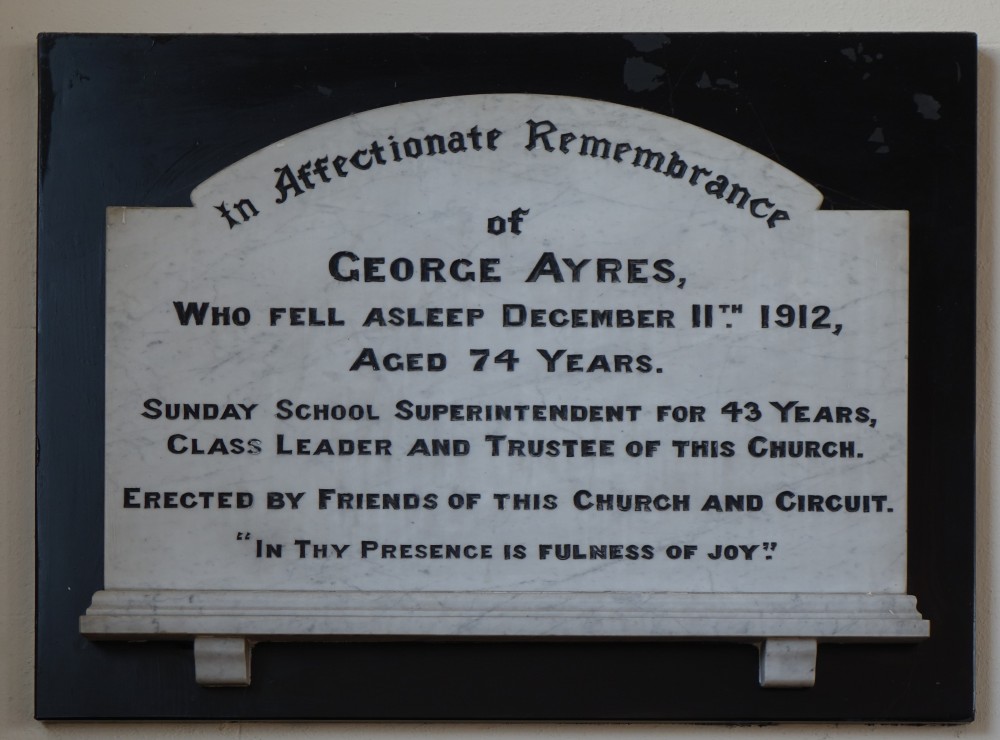 In Affectionate Remembrance
of
GEORGE AYRES,
WHO FELL ASLEEP DECEMBER 11TH. 1912,
AGED 74 YEARS.
SUNDAY SCHOOL SUPERINTENDENT FOR 43 YEARS,
CLASS LEADER AND TRUSTEE OF THIS CHURCH.
ERECTED BY FRIENDS OF THIS CHURCH AND CIRCUIT.
"IN THY PRESENCE IS FULNESS OF JOY."